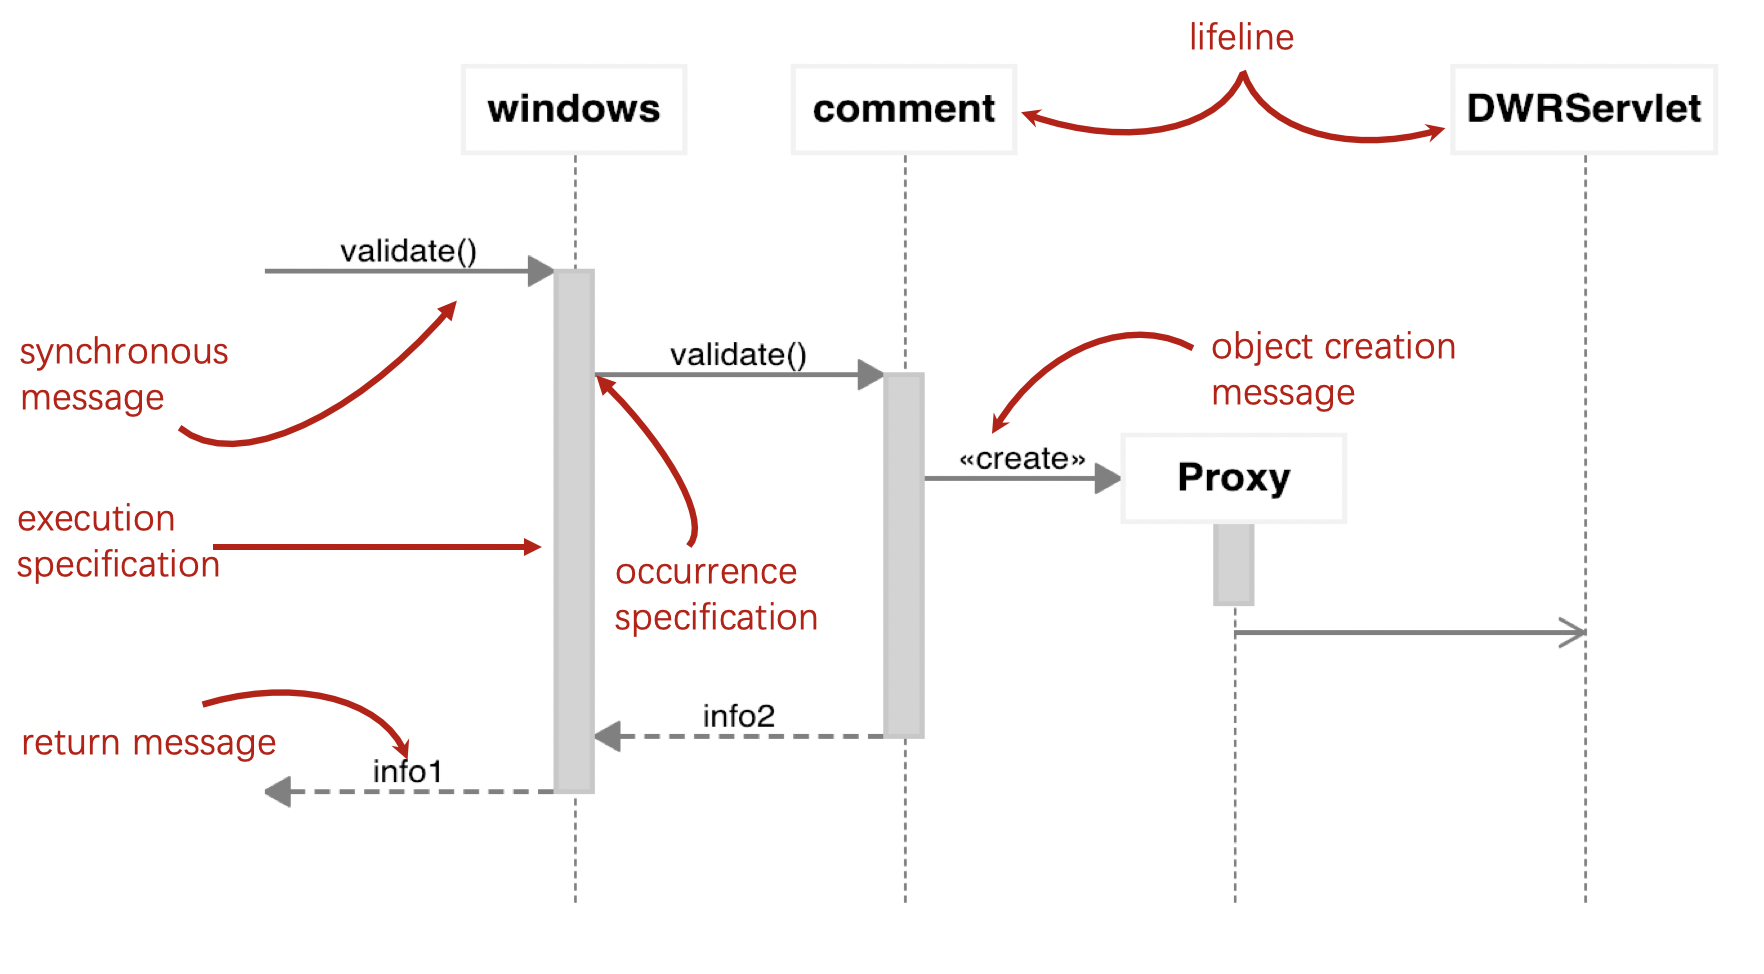 lifeline
windows
comment
DWRServlet
validate()
synchronous
message
validate()
object creation
message
«create»
Proxy
execution
specification
occurrence
specification
info2
return message
info1